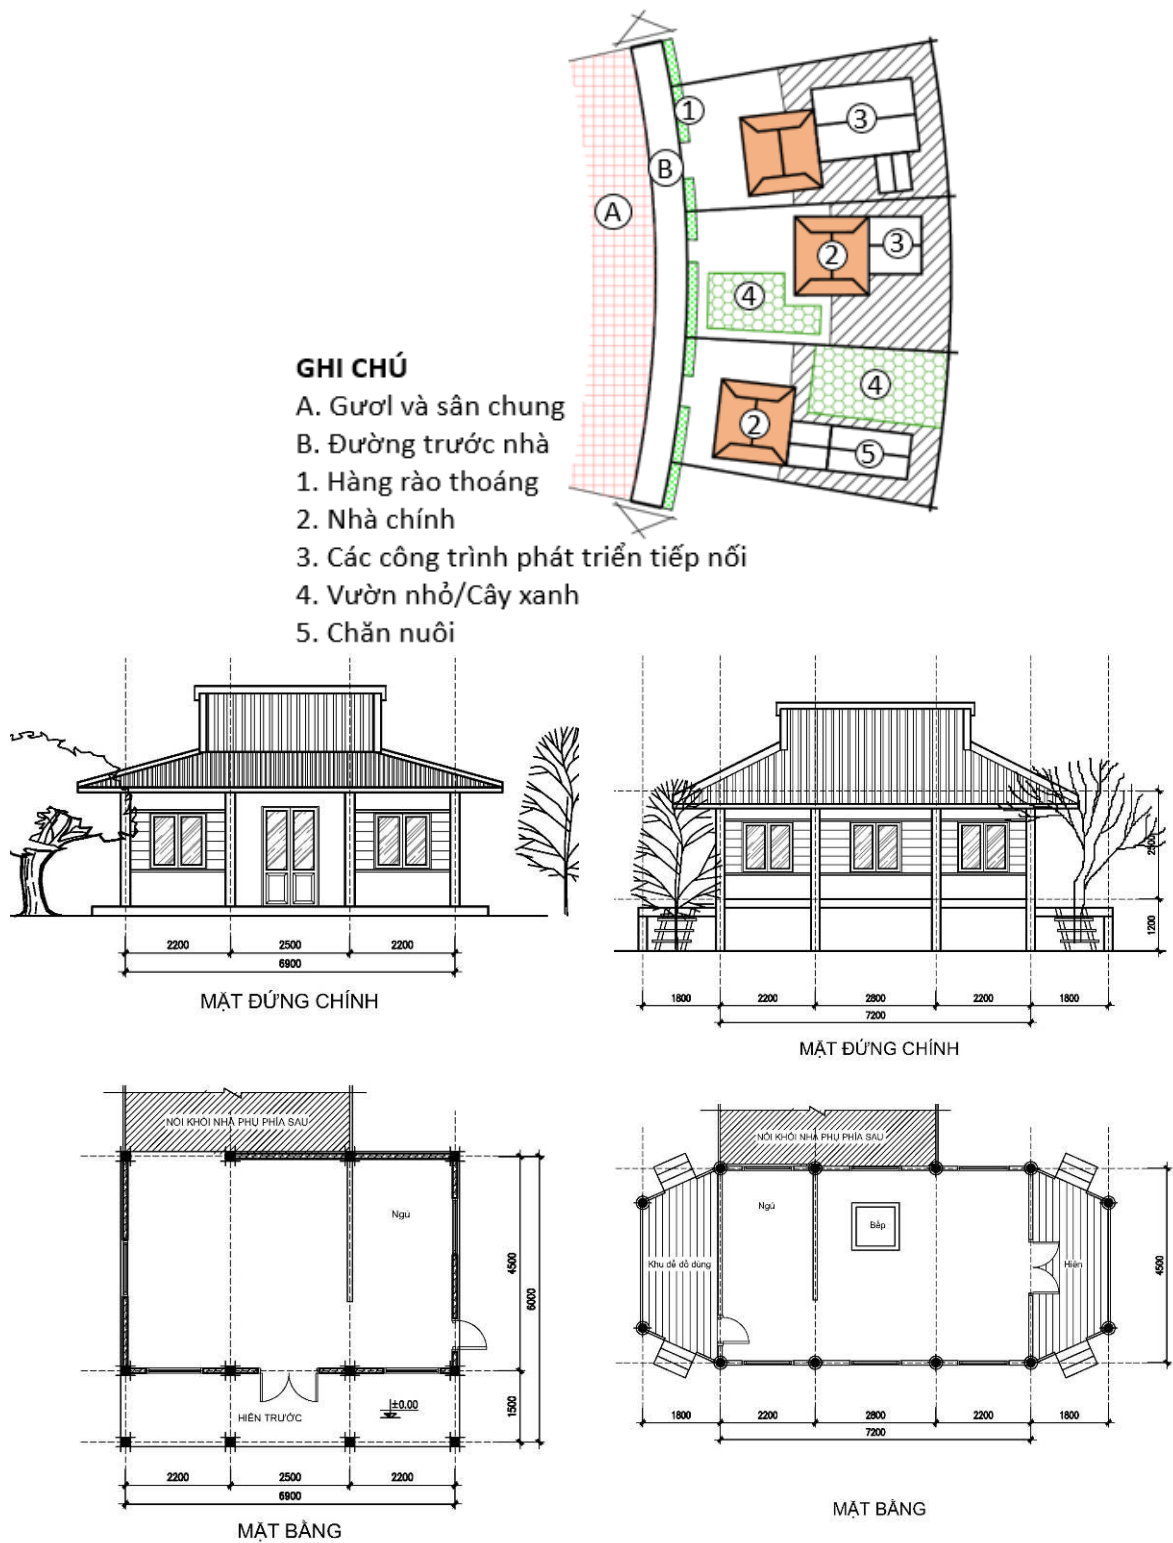 1
3
B
A
2
3
4
4
2
5
GHI CHÚ
A. Gươl và sân chung
B. Đường trước nhà
1. Hàng rào thoáng
2. Nhà chính
3. Các công trình phát triển tiếp nối
4. Vườn nhỏ/Cây xanh
5. Chăn nuôi
2200 2500 2200
6900
MẶT ĐỨNG CHÍNH
2500
1200
1800 2200 2800 2200 1800
7200
MẶT ĐỨNG CHÍNH
NỐI KHỐI NHÀ PHỤ PHÍA SAU
Ngủ
4500
6000
1500
±0.00
HIÊN TRƯỚC
2200 2500 2200
6900
MẶT BẰNG
NỐI KHỐI NHÀ PHỤ PHÍA SAU
Ngủ
Bếp
Khu để đồ dùng
Hiên
4500
1800 2200 2800 2200 1800
7200
MẶT BẰNG